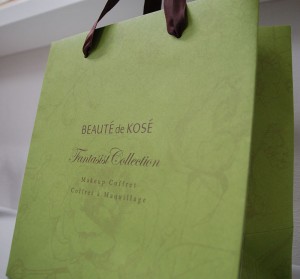 BEAUTÉ de KOSÉ
Fantasist Collection
Makeup Coffret
Coffret à Maquillage